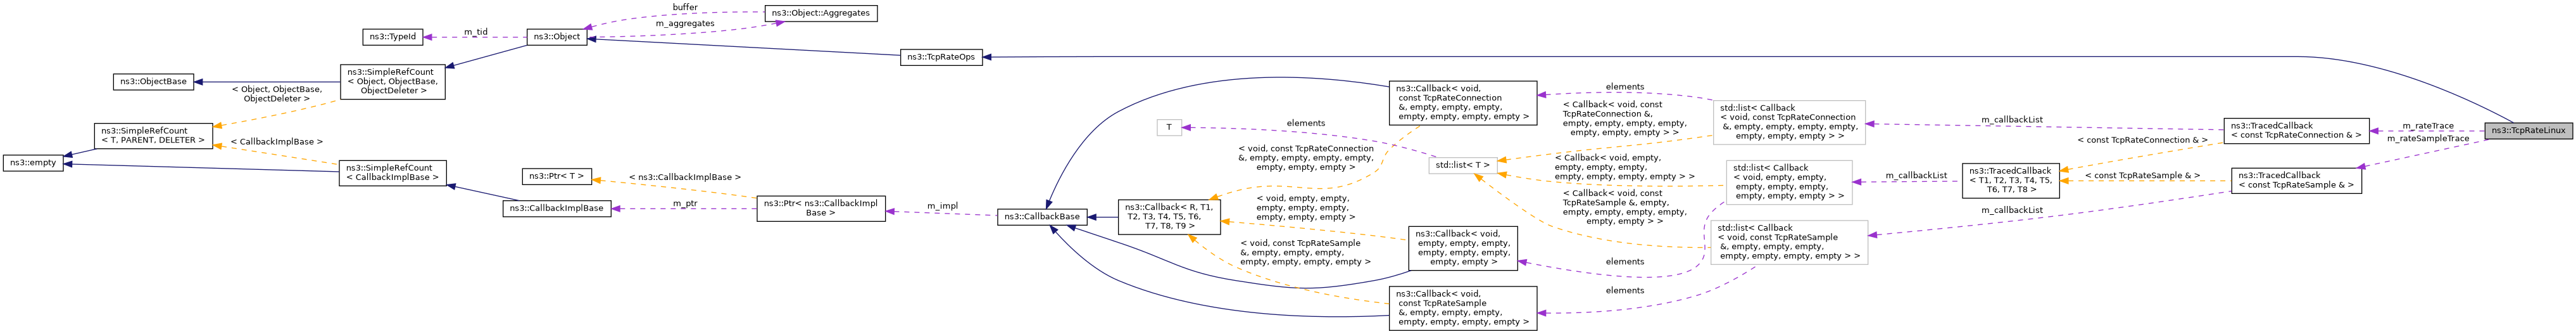 ns3::empty
ns3::SimpleRefCount
< T, PARENT, DELETER >
ns3::ObjectBase
< Object, ObjectBase,
ObjectDeleter >
< CallbackImplBase >
ns3::SimpleRefCount
< Object, ObjectBase,
ObjectDeleter >
ns3::SimpleRefCount
< CallbackImplBase >
ns3::TypeId
m_tid
ns3::Object
buffer
m_aggregates
ns3::Object::Aggregates
ns3::TcpRateOps
ns3::Ptr< T >
< ns3::CallbackImplBase >
ns3::CallbackImplBase
m_ptr
ns3::Ptr< ns3::CallbackImpl
Base >
m_impl
ns3::CallbackBase
ns3::Callback< R, T1,
T2, T3, T4, T5, T6,
T7, T8, T9 >
T
elements
< void, const TcpRateConnection
&, empty, empty, empty, empty,
empty, empty, empty >
< void, empty, empty,
empty, empty, empty,
empty, empty, empty >
< void, const TcpRateSample
&, empty, empty, empty,
empty, empty, empty, empty >
ns3::Callback< void,
const TcpRateConnection
&, empty, empty, empty,
empty, empty, empty, empty >
std::list< T >
ns3::Callback< void,
empty, empty, empty,
empty, empty, empty,
empty, empty >
ns3::Callback< void,
const TcpRateSample
&, empty, empty, empty,
empty, empty, empty, empty >
elements
< Callback< void, const
TcpRateConnection &,
empty, empty, empty, empty,
empty, empty, empty > >
< Callback< void, empty,
empty, empty, empty,
empty, empty, empty, empty > >
< Callback< void, const
TcpRateSample &, empty,
empty, empty, empty, empty,
empty, empty > >
elements
elements
std::list< Callback
< void, const TcpRateConnection
&, empty, empty, empty, empty,
empty, empty, empty > >
std::list< Callback
< void, empty, empty,
empty, empty, empty,
empty, empty, empty > >
std::list< Callback
< void, const TcpRateSample
&, empty, empty, empty,
empty, empty, empty, empty > >
m_callbackList
m_callbackList
m_callbackList
ns3::TracedCallback
< T1, T2, T3, T4, T5,
T6, T7, T8 >
< const TcpRateConnection & >
< const TcpRateSample & >
ns3::TracedCallback
< const TcpRateConnection & >
ns3::TracedCallback
< const TcpRateSample & >
m_rateTrace
m_rateSampleTrace
ns3::TcpRateLinux